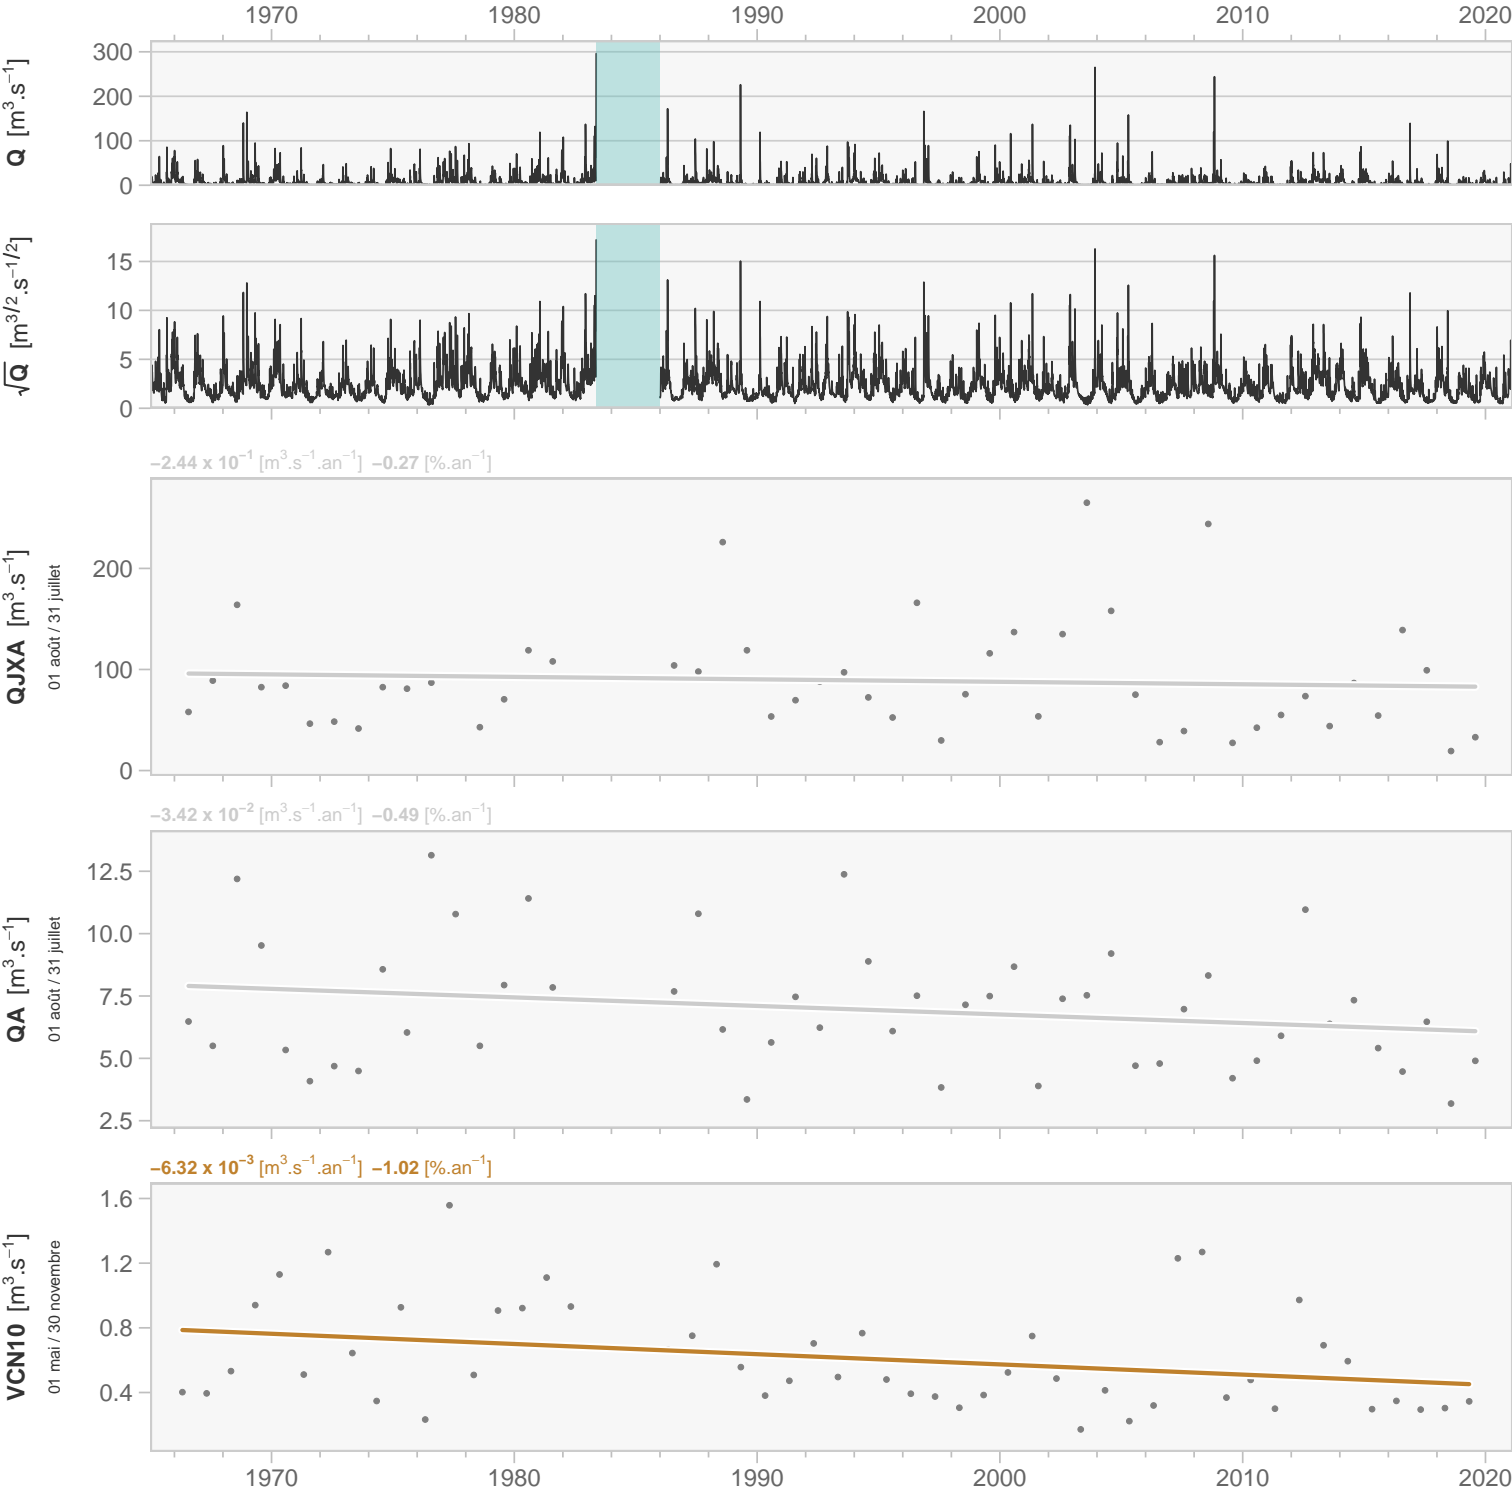 1970 1980 1990 2000 2010 2020
Q [m³.s⁻¹]
300
200
100
0
√Q [m³ᐟ².s⁻¹ᐟ²]
15
10
5
0
−2.44 x 10⁻¹ [m³.s⁻¹.an⁻¹] −0.27 [%.an⁻¹]
QJXA [m³.s⁻¹]
01 août / 31 juillet
200
100
0
−3.42 x 10⁻² [m³.s⁻¹.an⁻¹] −0.49 [%.an⁻¹]
QA [m³.s⁻¹]
01 août / 31 juillet
12.5
10.0
7.5
5.0
2.5
−6.32 x 10⁻³ [m³.s⁻¹.an⁻¹] −1.02 [%.an⁻¹]
VCN10 [m³.s⁻¹]
01 mai / 30 novembre
1.6
1.2
0.8
0.4
1970 1980 1990 2000 2010 2020